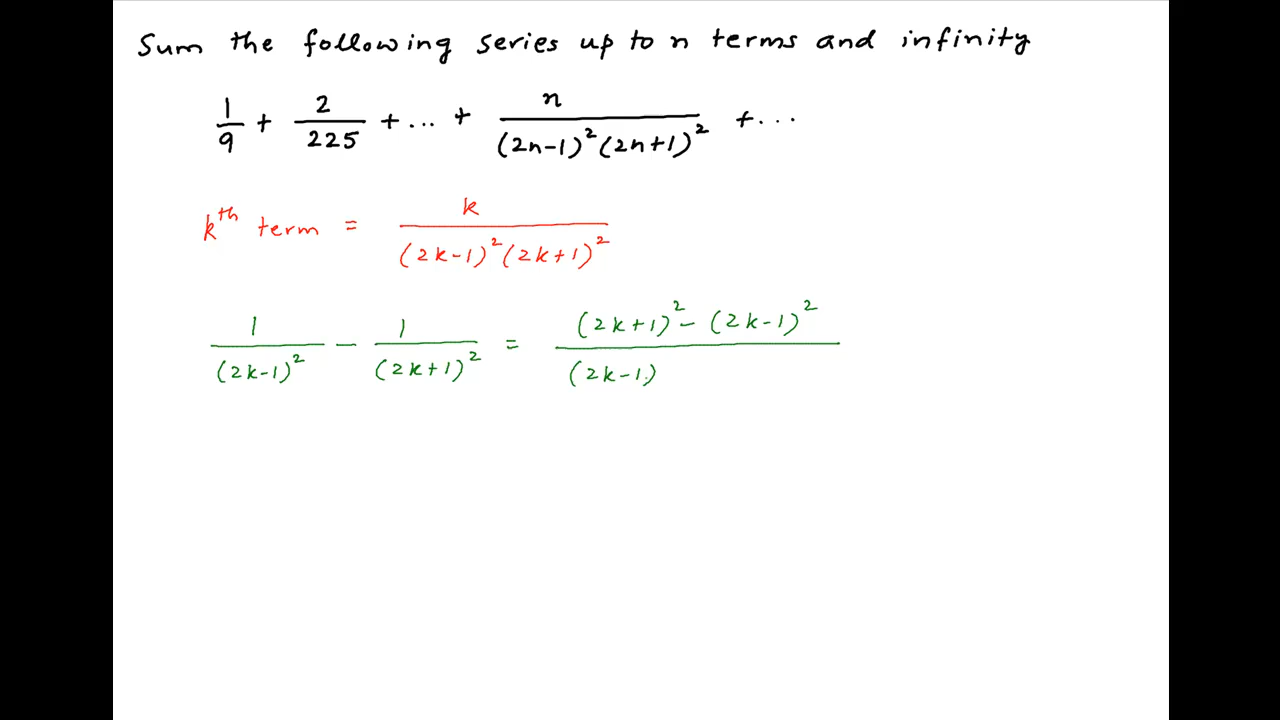 Sum the following series up to n terms and infinity
1/9 + 2/225 + ... + n/((2n-1)²(2n+1)²) + ...
kth term = k/((2k-1)²(2k+1)²)
1/(2k-1)² - 1/(2k+1)² = ((2k+1)² - (2k-1)²)/(2k-1)